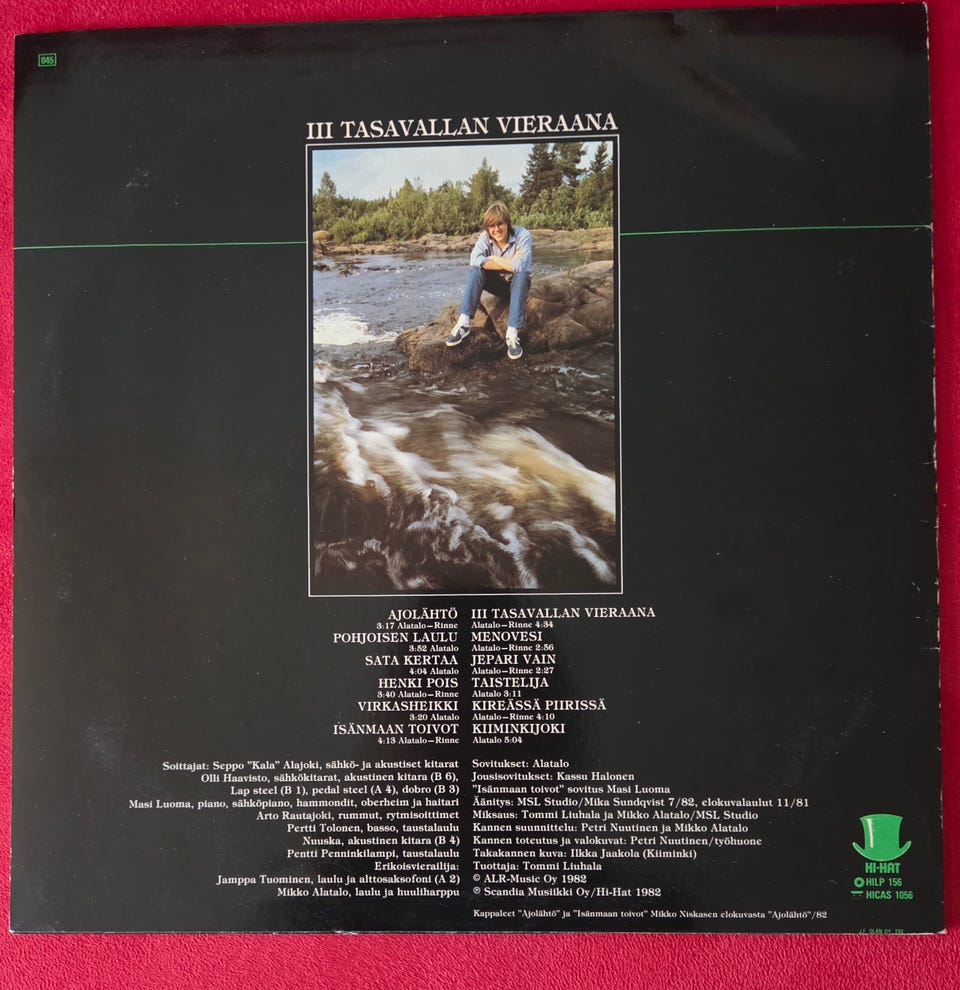 045
III TASAVALLAN VIERAANA
AJOLÄHTÖ
3:17 Alatalo—Rinne
POHJOISEN LAULU
3:52 Alatalo
SATA KERTAA
4:04 Alatalo
HENKI POIS
3:40 Alatalo—Rinne
VIRKASHEIKKI
3:20 Alatalo
ISÄNMAAN TOIVOT
4:13 Alatalo—Rinne
III TASAVALLAN VIERAANA
Alatalo—Rinne 4:34
MENOVESI
Alatalo—Rinne 2:56
JEPARI VAIN
Alatalo—Rinne 2:27
TAISTELIJA
Alatalo 3:11
KIREÄSSÄ PIIRISSÄ
Alatalo—Rinne 4:10
KIIMINKIJOKI
Alatalo 5:04
Soittajat: Seppo "Kala" Alajoki, sähkö- ja akustiset kitarat
Olli Haavisto, sähkökitarat, akustinen kitara (B 6),
Lap steel (B 1), pedal steel (A 4), dobro (B 3)
Masi Luoma, piano, sähköpiano, hammondit, oberheim ja haitari
Arto Rautajoki, rummut, rytmisoittimet
Pertti Tolonen, basso, taustalaulu
Nuuska, akustinen kitara (B 4)
Pentti Penninkilampi, taustalaulu
Erikoisvierailija:
Jamppa Tuominen, laulu ja alttosaksofoni (A 2)
Mikko Alatalo, laulu ja huuliharppu
Sovitukset: Alatalo
Jousisovitukset: Kassu Halonen
"Isänmaan toivot" sovitus Masi Luoma
Äänitys: MSL Studio/Mika Sundqvist 7/82, elokuvalaulut 11/81
Miksaus: Tommi Liuhala ja Mikko Alatalo/MSL Studio
Kannen suunnittelu: Petri Nuutinen ja Mikko Alatalo
Kannen toteutus ja valokuvat: Petri Nuutinen/työhuone
Takakannen kuva: Ilkka Jaakola (Kiiminki)
Tuottaja: Tommi Liuhala
© ALR-Music Oy 1982
℗ Scandia Musiikki Oy/Hi-Hat 1982
Kappaleet "Ajolähtö" ja "Isänmaan toivot" Mikko Niskasen elokuvasta "Ajolähtö"/82
HI-HAT
HILP 156
HICAS 1056